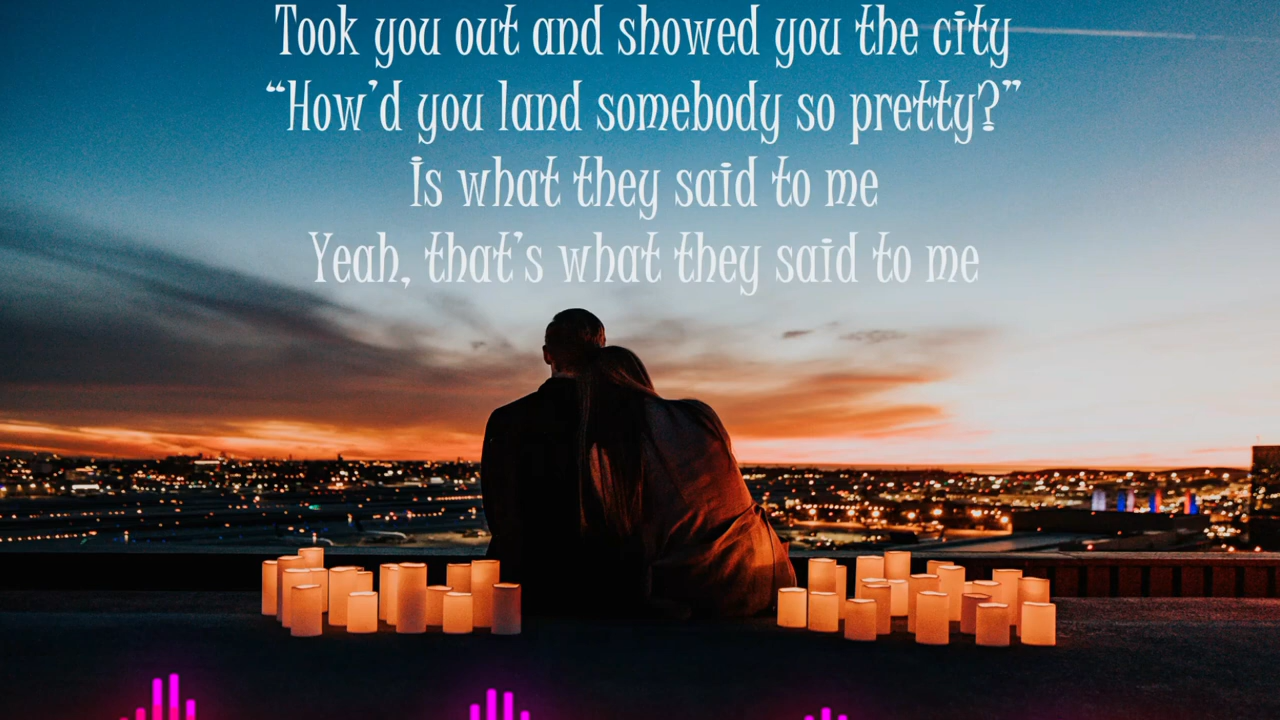 Took you out and showed you the city
“How’d you land somebody so pretty?”
Is what they said to me
Yeah, that’s what they said to me